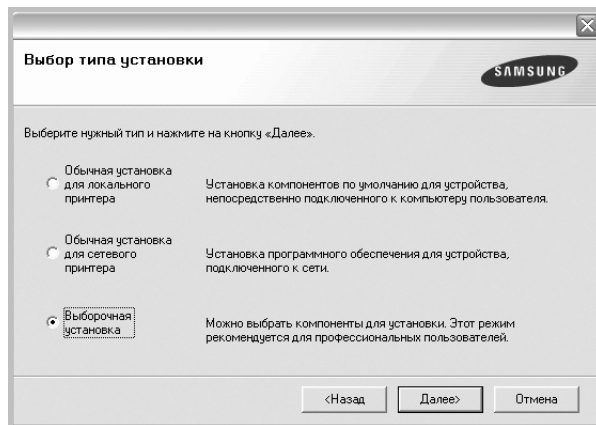 Выбор типа установки
SAMSUNG
Выберите нужный тип и нажмите на кнопку «Далее».
Обычная установка
для локального
принтера
Установка компонентов по умолчанию для устройства,
непосредственно подключенного к компьютеру пользователя.
Обычная установка
для сетевого
принтера
Установка программного обеспечения для устройства,
подключенного к сети.
Выборочная
установка
Можно выбрать компоненты для установки. Этот режим
рекомендуется для профессиональных пользователей.
<Назад
Далее>
Отмена